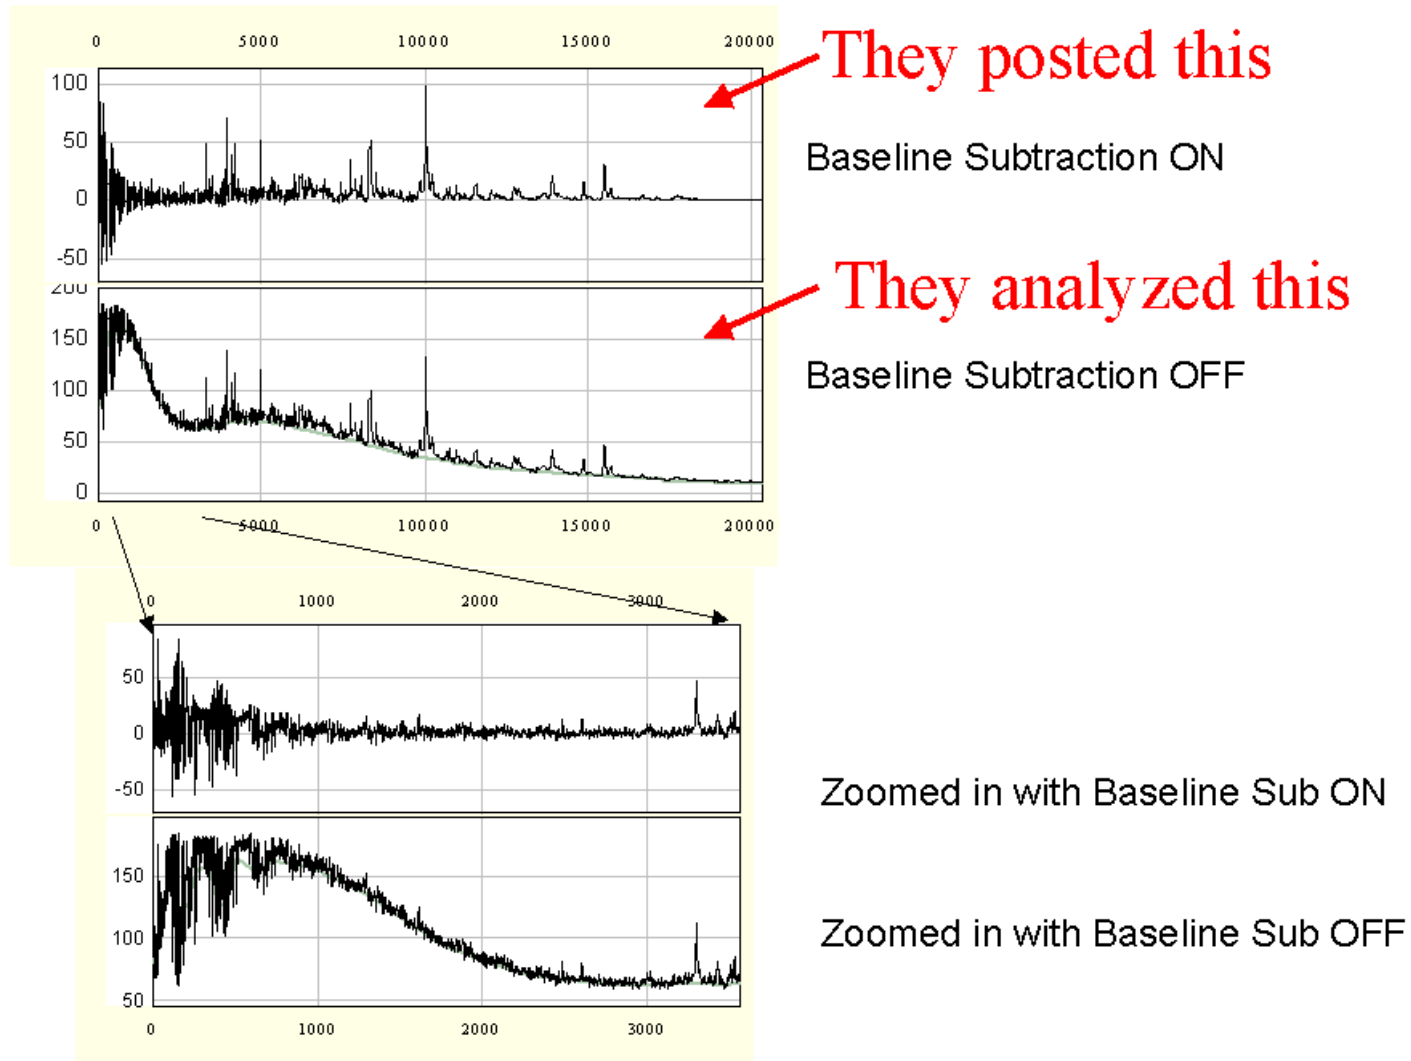 0 5000 10000 15000 20000
They posted this
100
50
Baseline Subtraction ON
0
-50
They analyzed this
200
150
Baseline Subtraction OFF
100
50
0
0 5000 10000 15000 20000
0 1000 2000 3000
50
0
-50
Zoomed in with Baseline Sub ON
150
100
Zoomed in with Baseline Sub OFF
50
0 1000 2000 3000